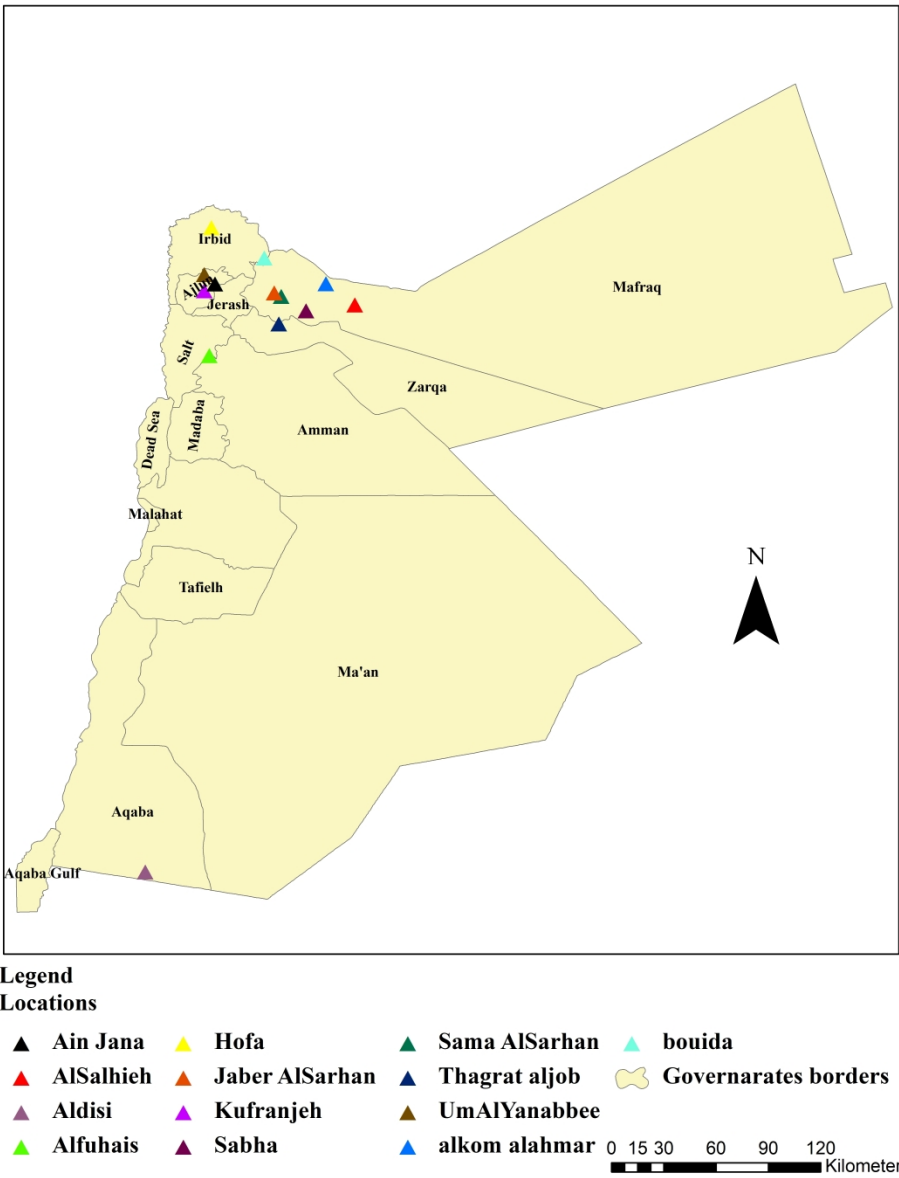 Irbid
Ajlun
Jerash
Mafraq
Salt
Zarqa
Madaba
Amman
Dead Sea
Malahat
Tafielh
N
Ma'an
Aqaba
Aqaba Gulf
Legend
Locations
Ain Jana Hofa Sama AlSarhan bouida
AlSalhieh Jaber AlSarhan Thagrat aljob Governarates borders
Aldisi Kufranjeh UmAlYanabbee
Alfuhais Sabha alkom alahmar
0 15 30 60 90 120
Kilometer